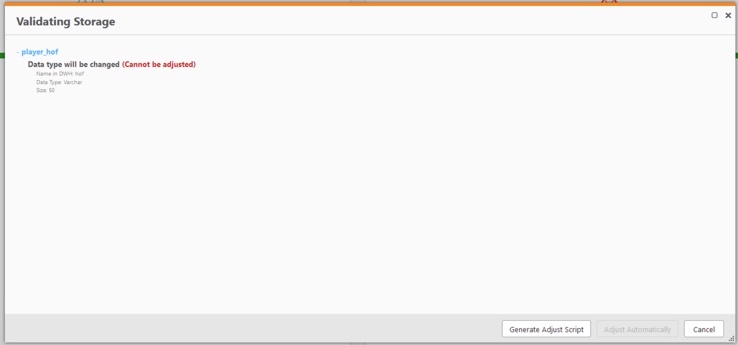 Validating Storage
- player_hof
Data type will be changed (Cannot be adjusted)
Name in DWH: hof
Data Type: Varchar
Size: 50
Generate Adjust Script
Adjust Automatically
Cancel